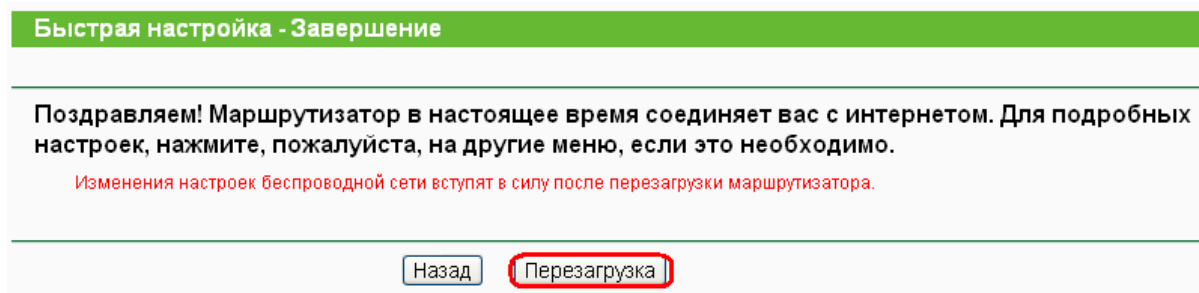 Быстрая настройка - Завершение
Поздравляем! Маршрутизатор в настоящее время соединяет вас с интернетом. Для подробных
настроек, нажмите, пожалуйста, на другие меню, если это необходимо.
Изменения настроек беспроводной сети вступят в силу после перезагрузки маршрутизатора.
Назад Перезагрузка